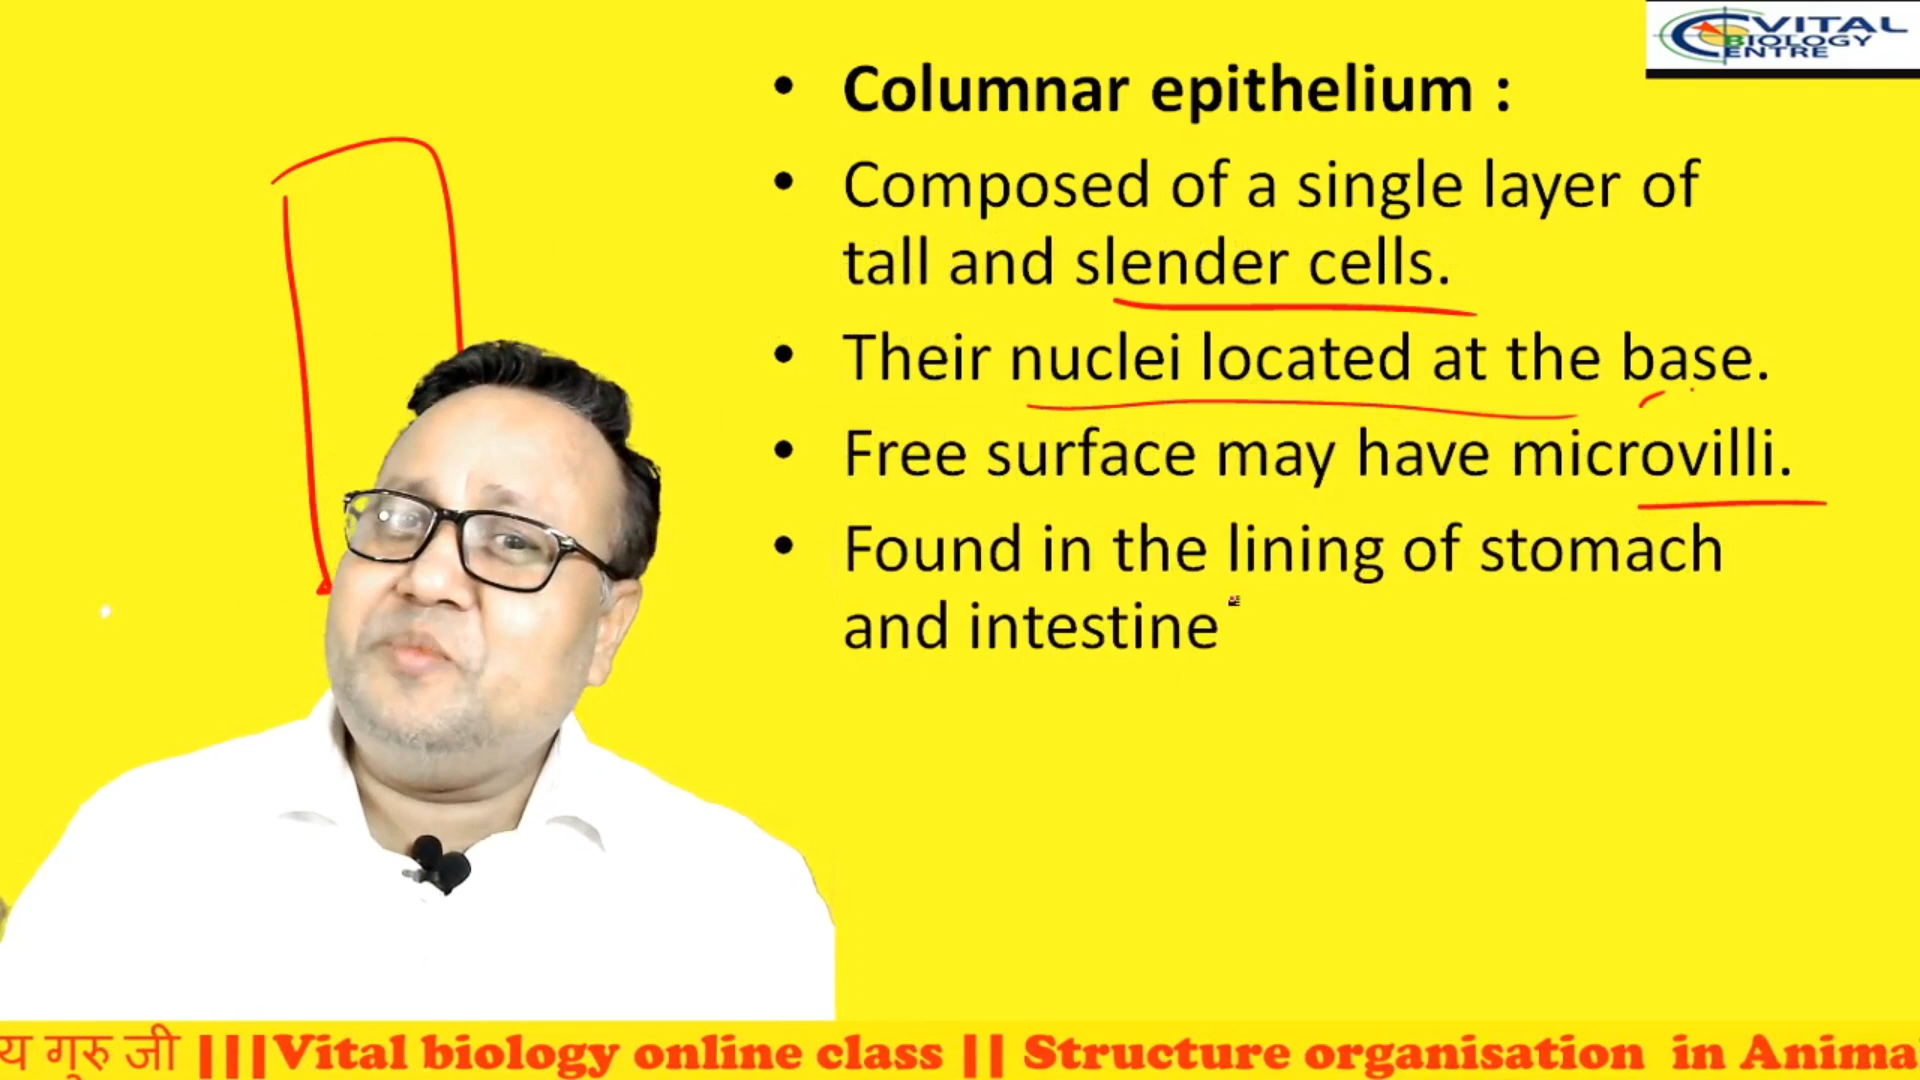 VITAL
BIOLOGY
CENTRE
• Columnar epithelium :
• Composed of a single layer of
tall and slender cells.
• Their nuclei located at the base.
• Free surface may have microvilli.
• Found in the lining of stomach
and intestine
य गुरु जी |||Vital biology online class || Structure organisation in Anima